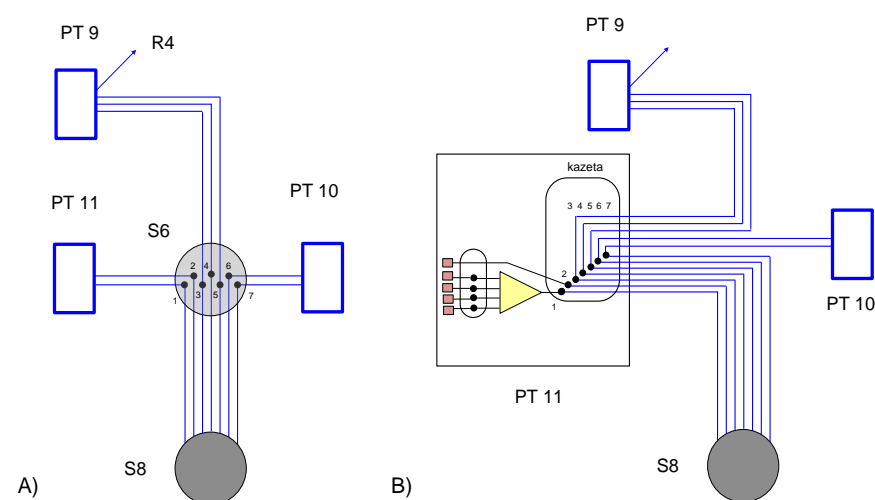 PT 9
R4
PT 11
S6
PT 10
2 4 6
1 3 5 7
S8
A)
PT 9
kazeta
3 4 5 6 7
2
1
PT 10
PT 11
S8
B)